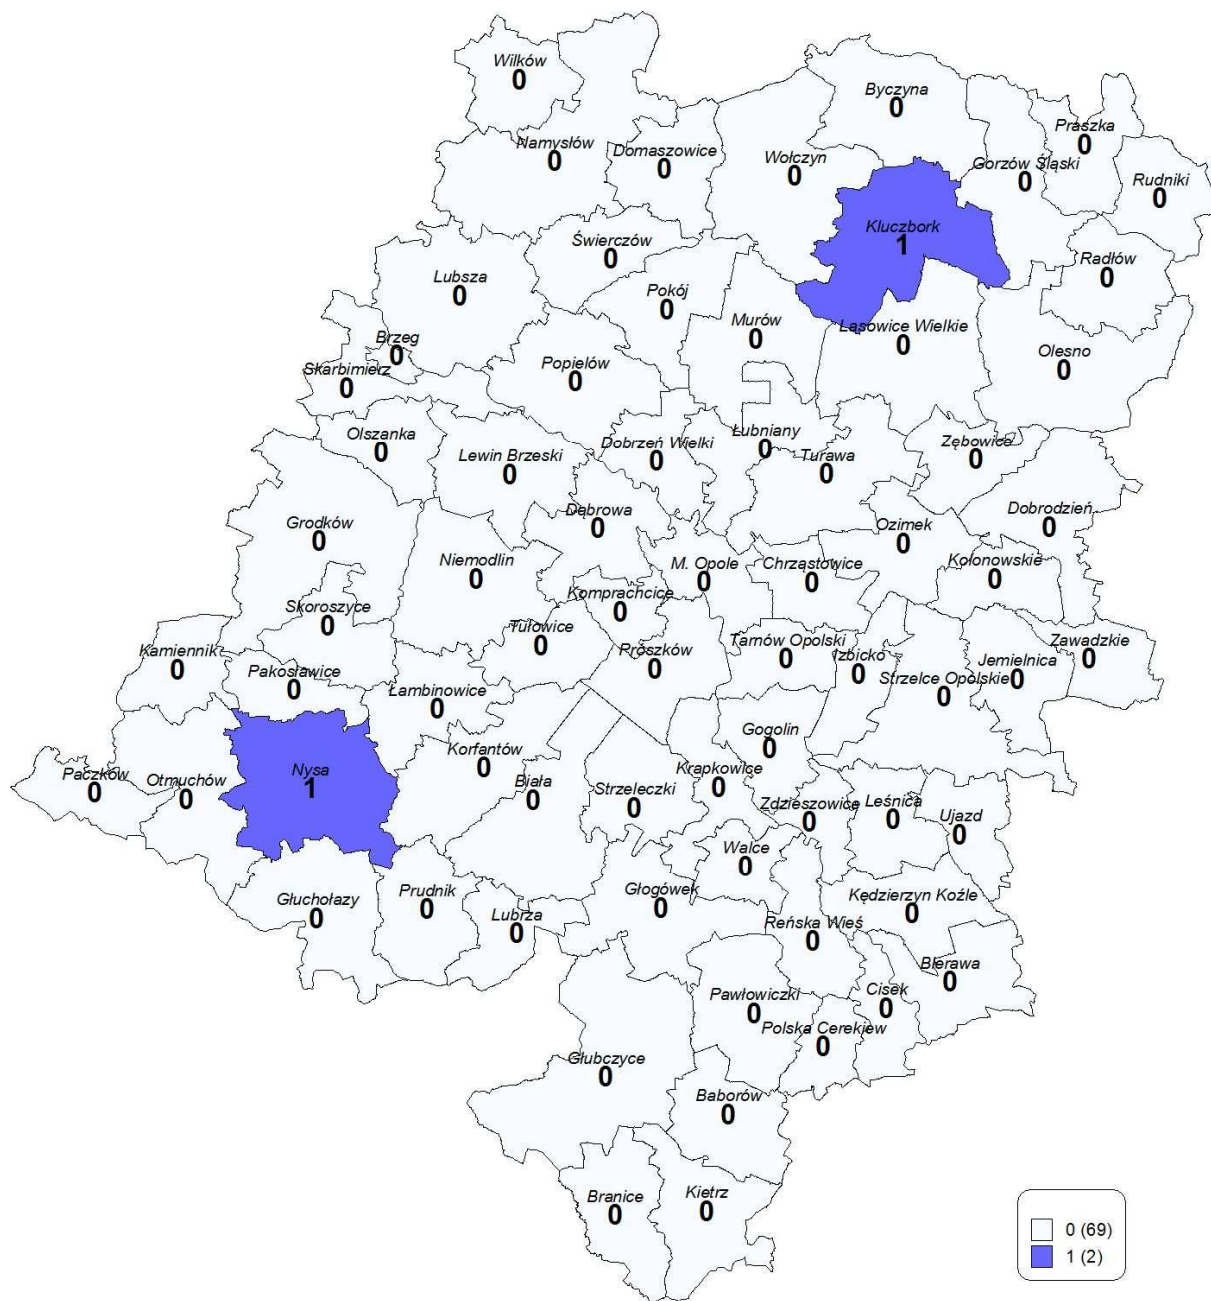 Wilków
0
Byczyna
0
Praszka
0
Namysłów
0
Domaszowice
0
Wołczyn
0
Gorzów Śląski
0
Rudniki
0
Kluczbork
1
Świerczów
0
Radłów
0
Lubsza
0
Pokój
0
Murów
0
Lasowice Wielkie
0
Brzeg
0
Olesno
0
Skarbimierz
0
Popielów
0
Olszanka
0
Lewin Brzeski
0
Dobrzeń Wielki
0
Łubniany
0
Turawa
0
Zębowice
0
Dąbrowa
0
Grodków
0
Ozimek
0
Dobrodzień
0
Niemodlin
0
M. Opole
0
Chrząstowice
0
Kolonowskie
0
Komprachcice
0
Skoroszyce
0
Tułowice
0
Kamiennik
0
Prószków
0
Tarnów Opolski
0
Izbicko
0
Zawadzkie
0
Pakosławice
0
Strzelce Opolskie
0
Jemielnica
0
Łambinowice
0
Korfantów
0
Gogolin
0
Paczków
0
Otmuchów
0
Nysa
1
Biała
0
Strzeleczki
0
Krapkowice
0
Zdzieszowice
0
Leśnica
0
Ujazd
0
Walce
0
Głuchołazy
0
Prudnik
0
Lubrza
0
Głogówek
0
Reńska Wieś
0
Kędzierzyn Koźle
0
Bierawa
0
Cisek
0
Pawłowiczki
0
Polska Cerekiew
0
Głubczyce
0
Baborów
0
Branice
0
Kietrz
0
0 (69)
1 (2)